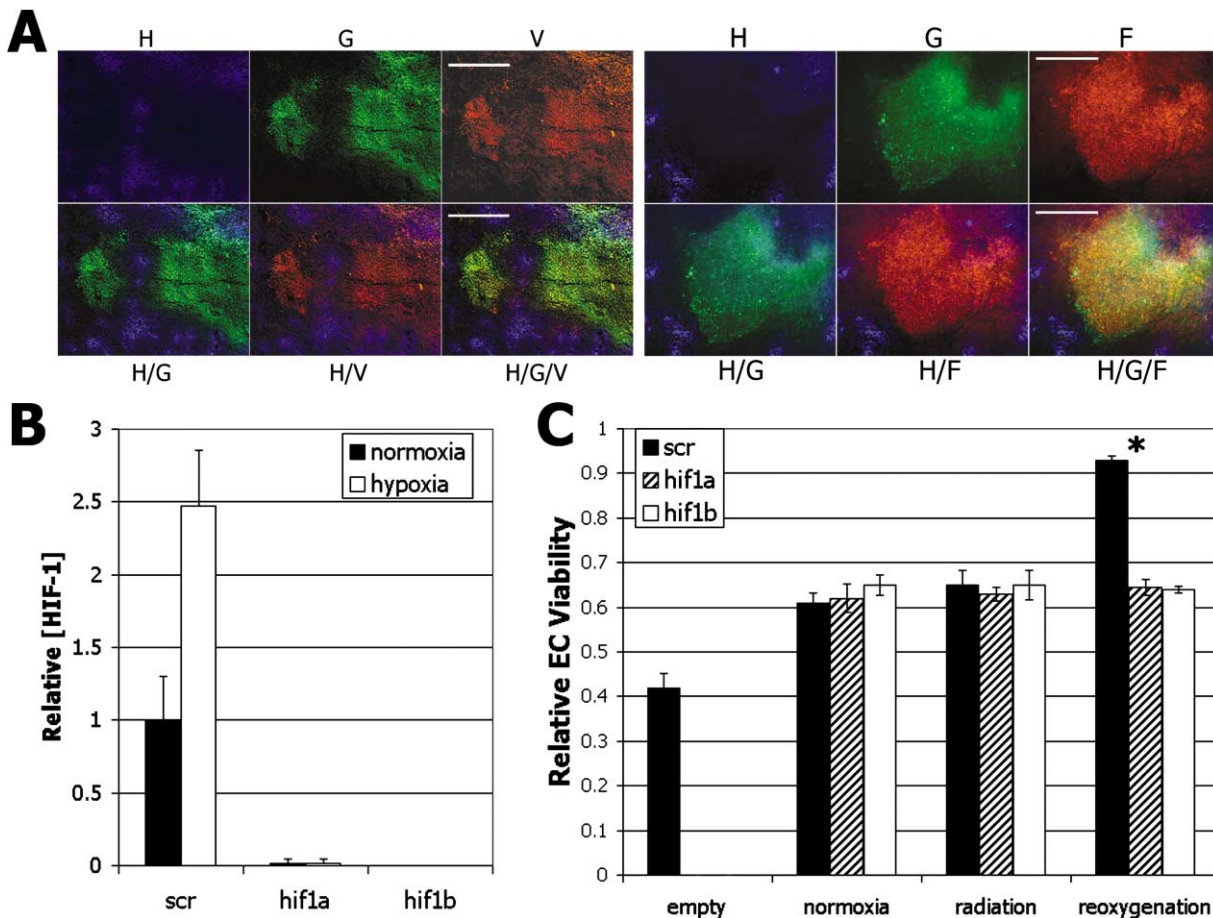 A
H G V
H G F
H/G H/V H/G/V
H/G H/F H/G/F
B
Relative [HIF-1]
3
2.5
2
1.5
1
0.5
0
normoxia
hypoxia
scr hif1a hif1b
C
Relative EC Viability
1
0.9
0.8
0.7
0.6
0.5
0.4
0.3
0.2
0.1
0
scr
hif1a
hif1b
*
empty normoxia radiation reoxygenation